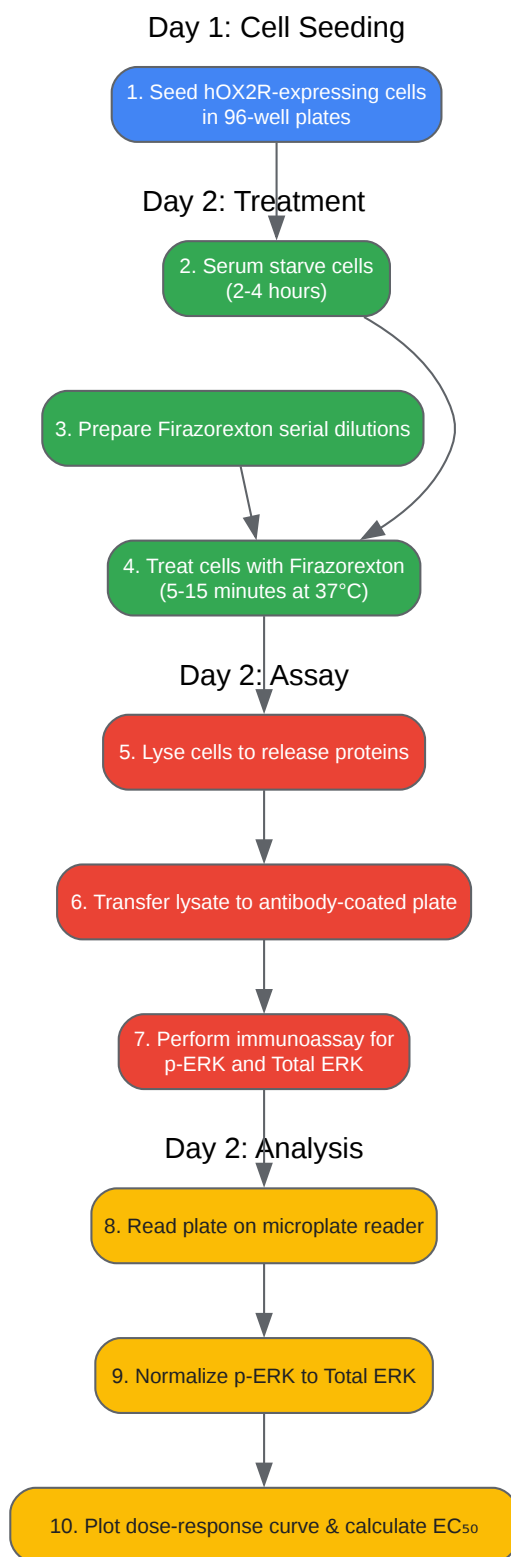 Day 1: Cell Seeding
1. Seed hOX2R-expressing cells
in 96-well plates
Day 2: Treatment
2. Serum starve cells
(2-4 hours)
3. Prepare Firazorexton serial dilutions
4. Treat cells with Firazorexton
(5-15 minutes at 37°C)
Day 2: Assay
5. Lyse cells to release proteins
6. Transfer lysate to antibody-coated plate
7. Perform immunoassay for
p-ERK and Total ERK
Day 2: Analysis
8. Read plate on microplate reader
9. Normalize p-ERK to Total ERK
10. Plot dose-response curve & calculate EC₅₀